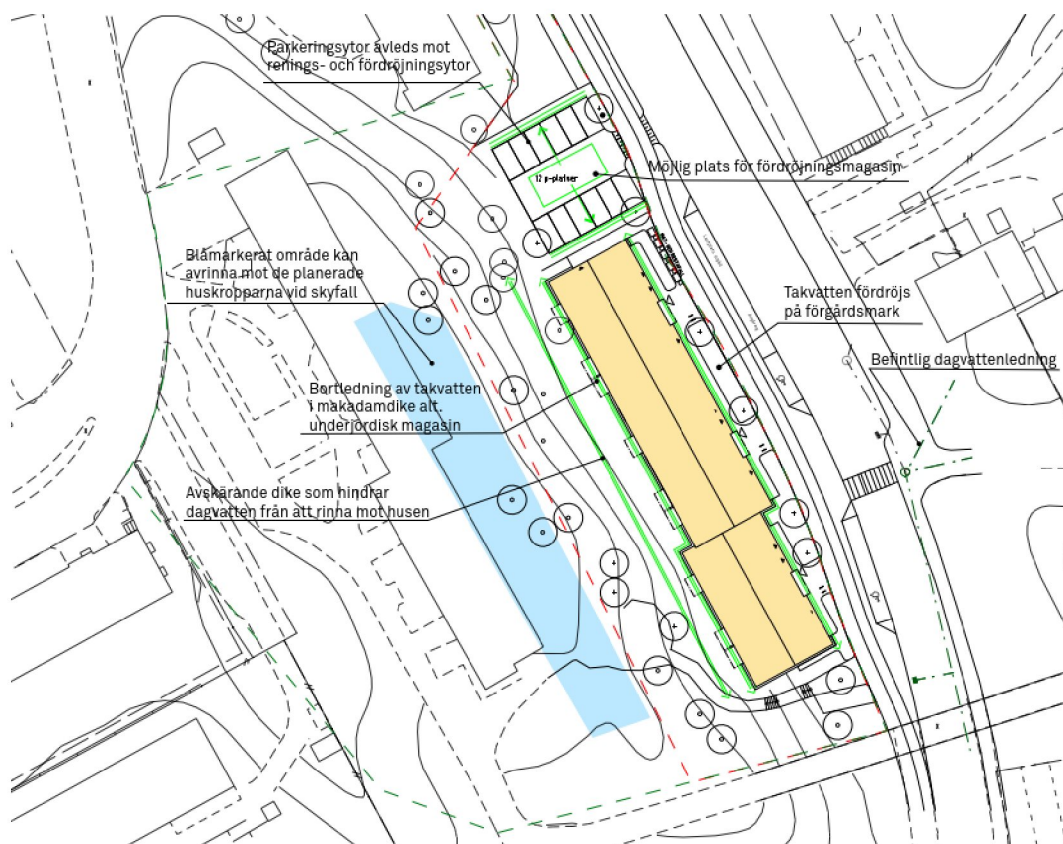 Parkeringsytor avleds mot
renings- och fördröjningsytor
Möjlig plats för fördröjningsmagasin
12 p-platser
Blåmarkerat område kan
avrinna mot de planerade
huskropparna vid skyfall
Takvatten fördröjs
på förgårdsmark
Befintlig dagvattenledning
Bortledning av takvatten
i makadamdike alt.
underjordisk magasin
Avskärande dike som hindrar
dagvatten från att rinna mot husen